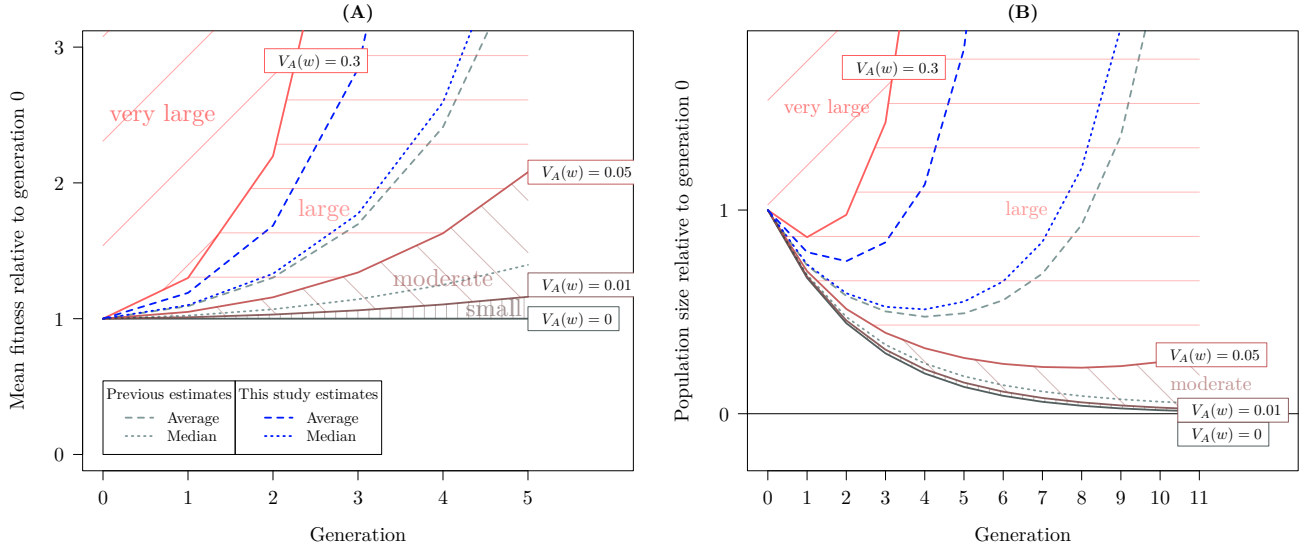 (A)
Mean fitness relative to generation 0
3
2
1
0
very large
V_A(w) = 0.3
large
V_A(w) = 0.05
moderate
V_A(w) = 0.01
small
V_A(w) = 0
Previous estimates
Average
Median
This study estimates
Average
Median
0 1 2 3 4 5
Generation
(B)
Population size relative to generation 0
1
0
V_A(w) = 0.3
very large
large
V_A(w) = 0.05
moderate
V_A(w) = 0.01
V_A(w) = 0
0 1 2 3 4 5 6 7 8 9 10 11
Generation